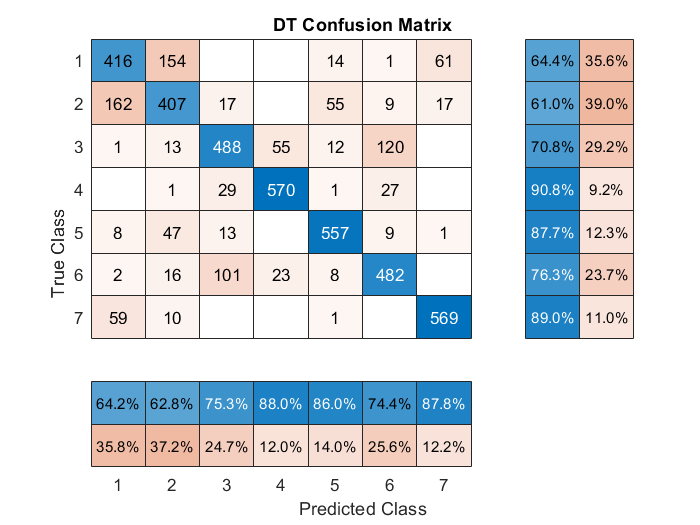 DT Confusion Matrix
1 416 154 14 1 61 64.4% 35.6%
2 162 407 17 55 9 17 61.0% 39.0%
3 1 13 488 55 12 120 70.8% 29.2%
4 1 29 570 1 27 90.8% 9.2%
5 8 47 13 557 9 1 87.7% 12.3%
6 2 16 101 23 8 482 76.3% 23.7%
7 59 10 1 569 89.0% 11.0%
True Class
64.2% 62.8% 75.3% 88.0% 86.0% 74.4% 87.8%
35.8% 37.2% 24.7% 12.0% 14.0% 25.6% 12.2%
1 2 3 4 5 6 7
Predicted Class